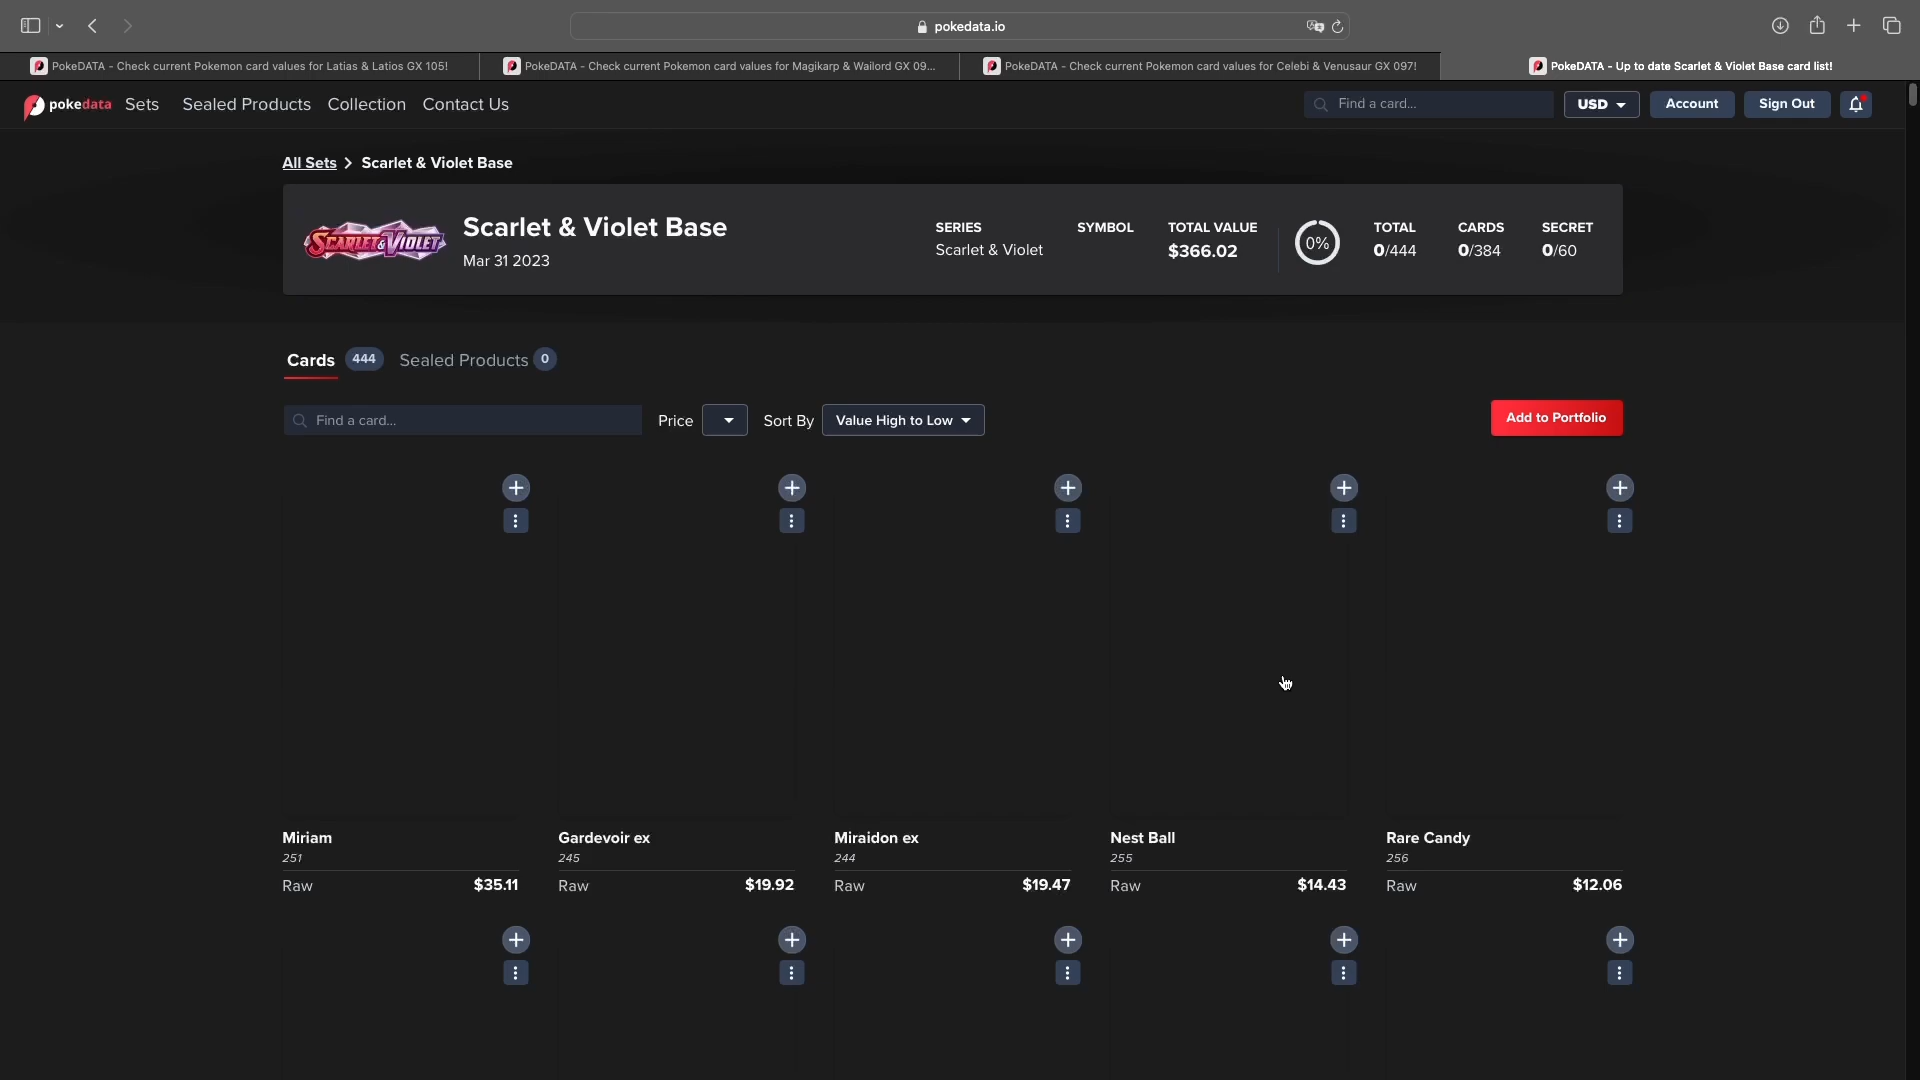 pokedata.io
PokeDATA - Check current Pokemon card values for Latias & Latios GX 105!
PokeDATA - Check current Pokemon card values for Magikarp & Wailord GX 09...
PokeDATA - Check current Pokemon card values for Celebi & Venusaur GX 097!
PokeDATA - Up to date Scarlet & Violet Base card list!
pokedata Sets Sealed Products Collection Contact Us Find a card... USD Account Sign Out
All Sets > Scarlet & Violet Base
SCARLET & VIOLET
Scarlet & Violet Base
Mar 31 2023
SERIES SYMBOL TOTAL VALUE TOTAL CARDS SECRET
Scarlet & Violet $366.02 0% 0/444 0/384 0/60
Cards 444 Sealed Products 0
Find a card... Price Sort By Value High to Low Add to Portfolio
Miriam Gardevoir ex Miraidon ex Nest Ball Rare Candy
251 245 244 255 256
Raw $35.11 Raw $19.92 Raw $19.47 Raw $14.43 Raw $12.06